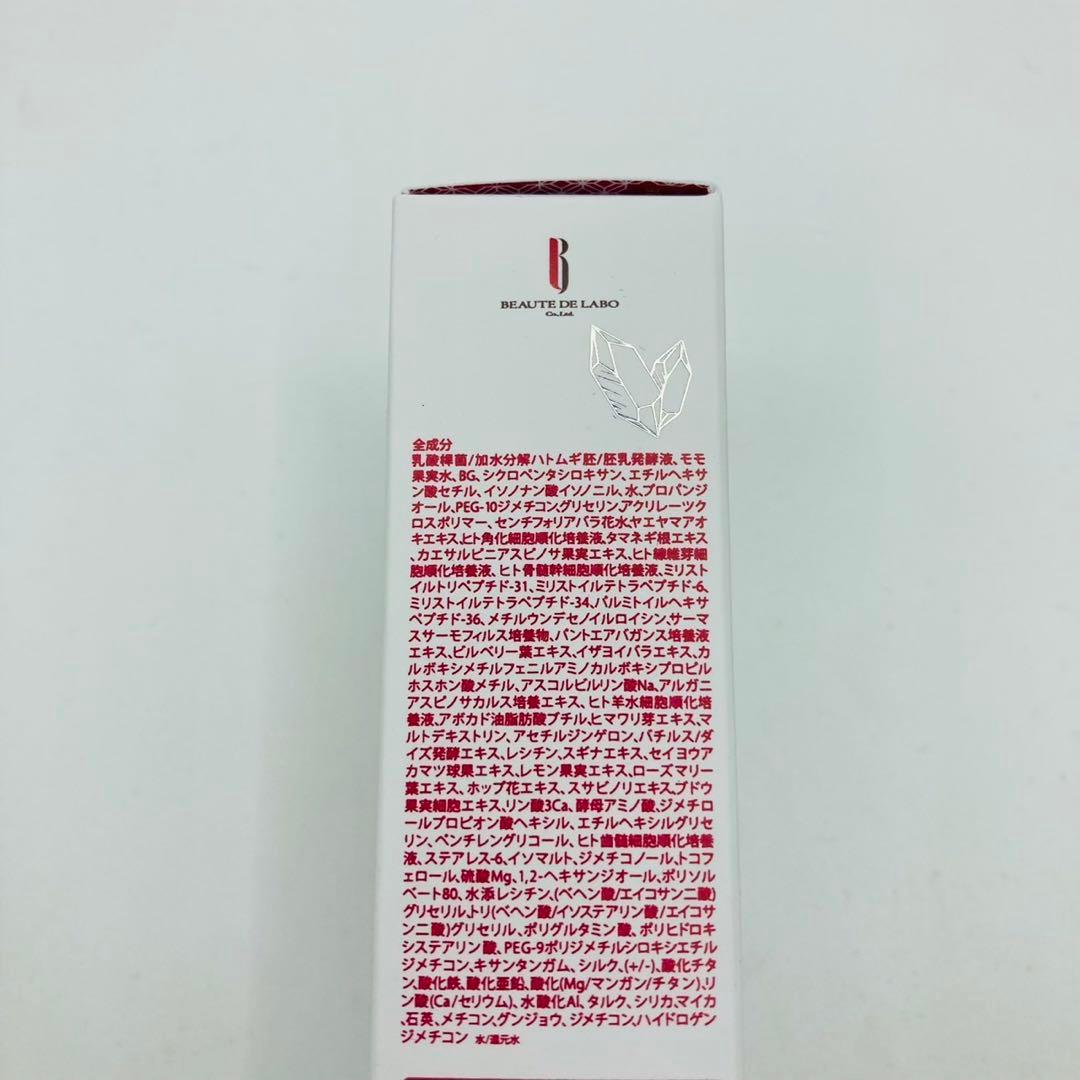 BEAUTE DE LABO
Co.,Ltd.
全成分
乳酸桿菌/加水分解ハトムギ胚/胚乳発酵液、モモ
果実水、BG、シクロペンタシロキサン、エチルヘキサ
ン酸セチル、イソノナン酸イソノニル、水、プロパンジ
オール、PEG-10ジメチコン、グリセリン、アクリレーツク
ロスポリマー、センチフォリアバラ花水、ヤエヤマアオ
キエキス、ヒト角化細胞順化培養液、タマネギ根エキス
、カエサルピニアスピノサ果実エキス、ヒト線維芽細
胞順化培養液、ヒト骨髄幹細胞順化培養液、ミリスト
イルトリペプチド-31、ミリストイルテトラペプチド-6、
ミリストイルテトラペプチド-34、パルミトイルヘキサ
ペプチド-36、メチルウンデセノイルロイシン、サーマ
スサーモフィルス培養物、パントエアバガンス培養液
エキス、ビルベリー葉エキス、イザヨイバラエキス、カ
ルボキシメチルフェニルアミノカルボキシプロピル
ホスホン酸メチル、アスコルビルリン酸Na、アルガニ
アスピノサカルス培養エキス、ヒト羊水細胞順化培
養液、アボカド油脂肪酸ブチル、ヒマワリ芽エキス、マ
ルトデキストリン、アセチルジンゲロン、バチルス/ダ
イズ発酵エキス、レシチン、スギナエキス、セイヨウア
カマツ球果エキス、レモン果実エキス、ローズマリー
葉エキス、ホップ花エキス、スサビノリエキス、ブドウ
果実細胞エキス、リン酸3Ca、酵母アミノ酸、ジメチロ
ールプロピオン酸ヘキシル、エチルヘキシルグリセ
リン、ペンチレングリコール、ヒト歯髄細胞順化培養
液、ステアレス-6、イソマルト、ジメチコノール、トコフ
ェロール、硫酸Mg、1,2-ヘキサンジオール、ポリソル
ベート80、水添レシチン、(ベヘン酸/エイコサン二酸)
グリセリル、トリ(ベヘン酸/イソステアリン酸/エイコサ
ン二酸)グリセリル、ポリグルタミン酸、ポリヒドロキ
システアリン酸、PEG-9ポリジメチルシロキシエチル
ジメチコン、キサンタンガム、シルク、(+/-)、酸化チタ
ン、酸化鉄、酸化亜鉛、酸化(Mg/マンガン/チタン)、リ
ン酸(Ca/セリウム)、水酸化Al、タルク、シリカ、マイカ
、石英、メチコン、グンジョウ、ジメチコン、ハイドロゲン
ジメチコン 水/還元水